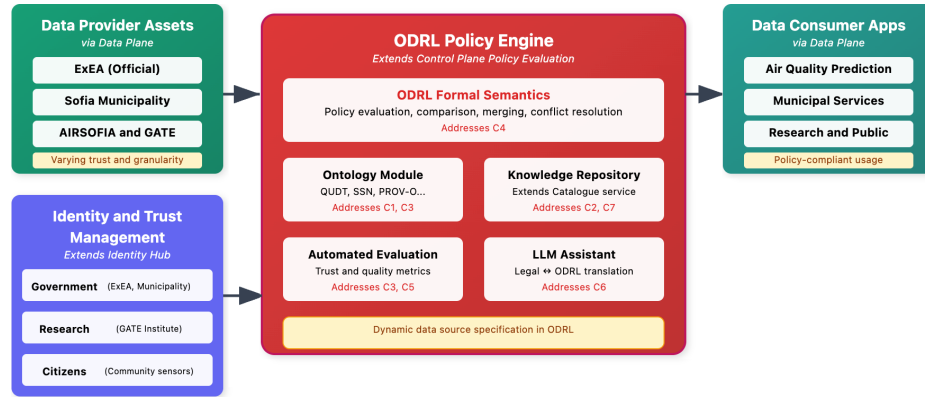 Data Provider Assets
via Data Plane
ExEA (Official)
Sofia Municipality
AIRSOFIA and GATE
Varying trust and granularity
Identity and Trust
Management
Extends Identity Hub
Government (ExEA, Municipality)
Research (GATE Institute)
Citizens (Community sensors)
ODRL Policy Engine
Extends Control Plane Policy Evaluation
ODRL Formal Semantics
Policy evaluation, comparison, merging, conflict resolution
Addresses C4
Ontology Module
QUDT, SSN, PROV-O...
Addresses C1, C3
Knowledge Repository
Extends Catalogue service
Addresses C2, C7
Automated Evaluation
Trust and quality metrics
Addresses C3, C5
LLM Assistant
Legal ⇔ ODRL translation
Addresses C6
Dynamic data source specification in ODRL
Data Consumer Apps
via Data Plane
Air Quality Prediction
Municipal Services
Research and Public
Policy-compliant usage